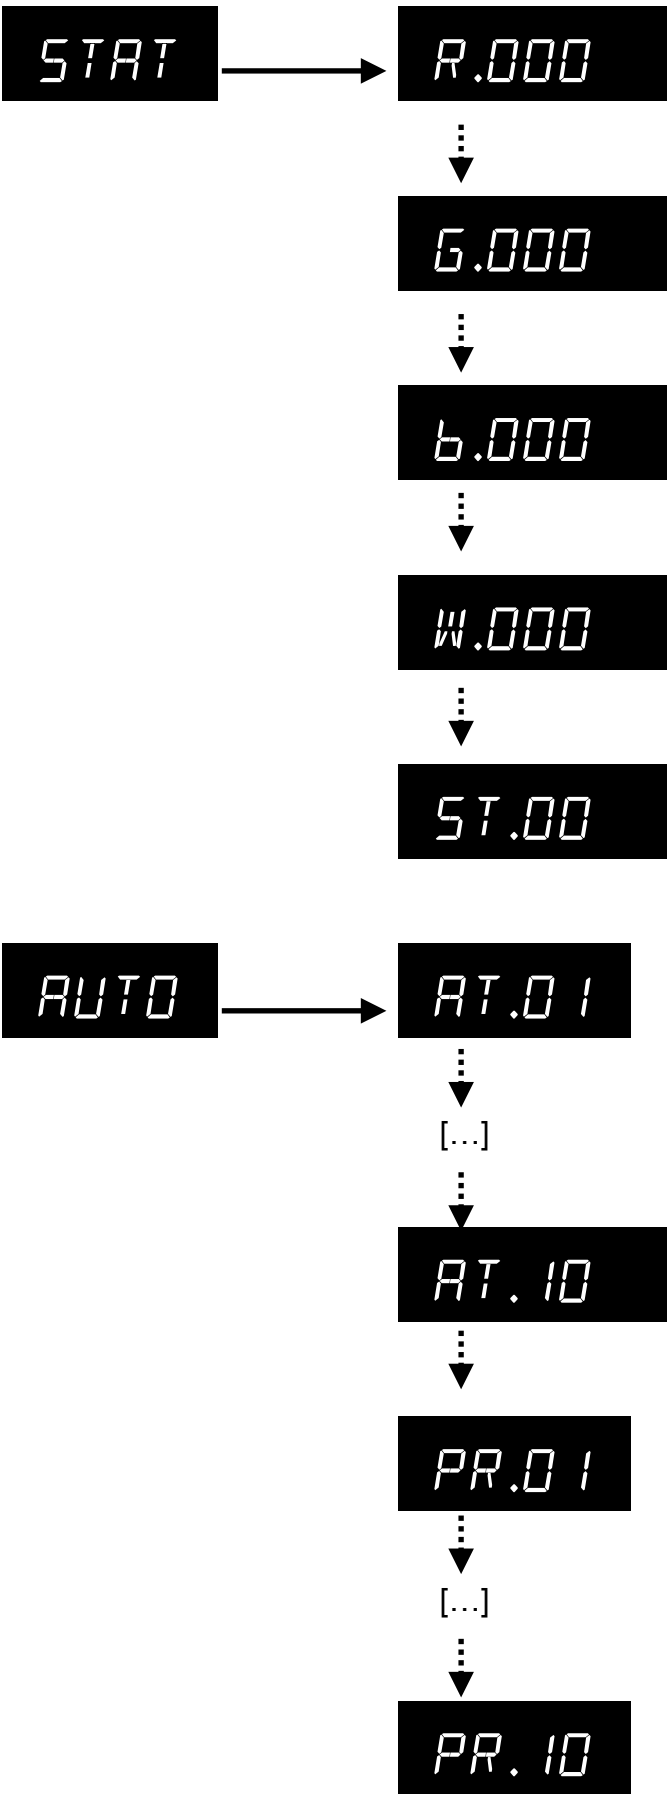 STAT
R.000
G.000
b.000
W.000
ST.00
AUTO
AT.01
[...]
AT.10
PR.01
[...]
PR.10